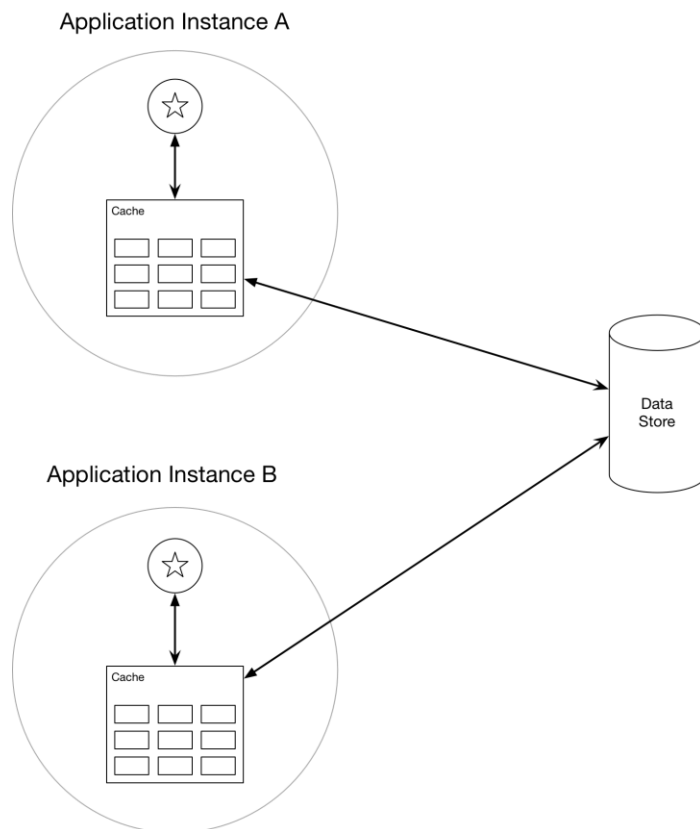 Application Instance A
Cache
Data
Store
Application Instance B
Cache